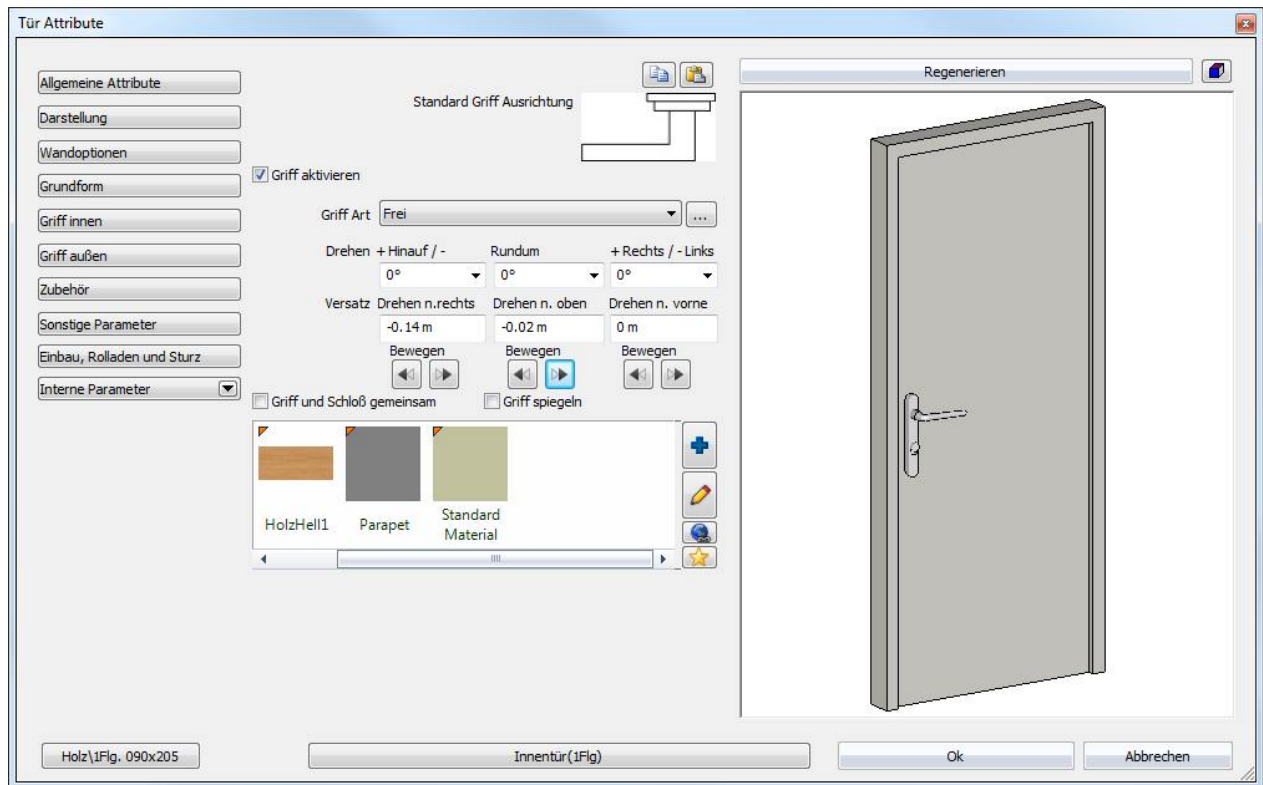 Tür Attribute
Allgemeine Attribute
Darstellung
Wandoptionen
Grundform
Griff innen
Griff außen
Zubehör
Sonstige Parameter
Einbau, Rolladen und Sturz
Interne Parameter
Standard Griff Ausrichtung
Griff aktivieren
Griff Art Frei ...
Drehen + Hinauf / - Rundum + Rechts / - Links
0° 0° 0°
Versatz Drehen n.rechts Drehen n. oben Drehen n. vorne
-0.14 m -0.02 m 0 m
Bewegen Bewegen Bewegen
Griff und Schloß gemeinsam Griff spiegeln
HolzHell1 Parapet Standard
Material
Regenerieren
Holz\1Flg. 090x205 Innentür(1Flg) Ok Abbrechen